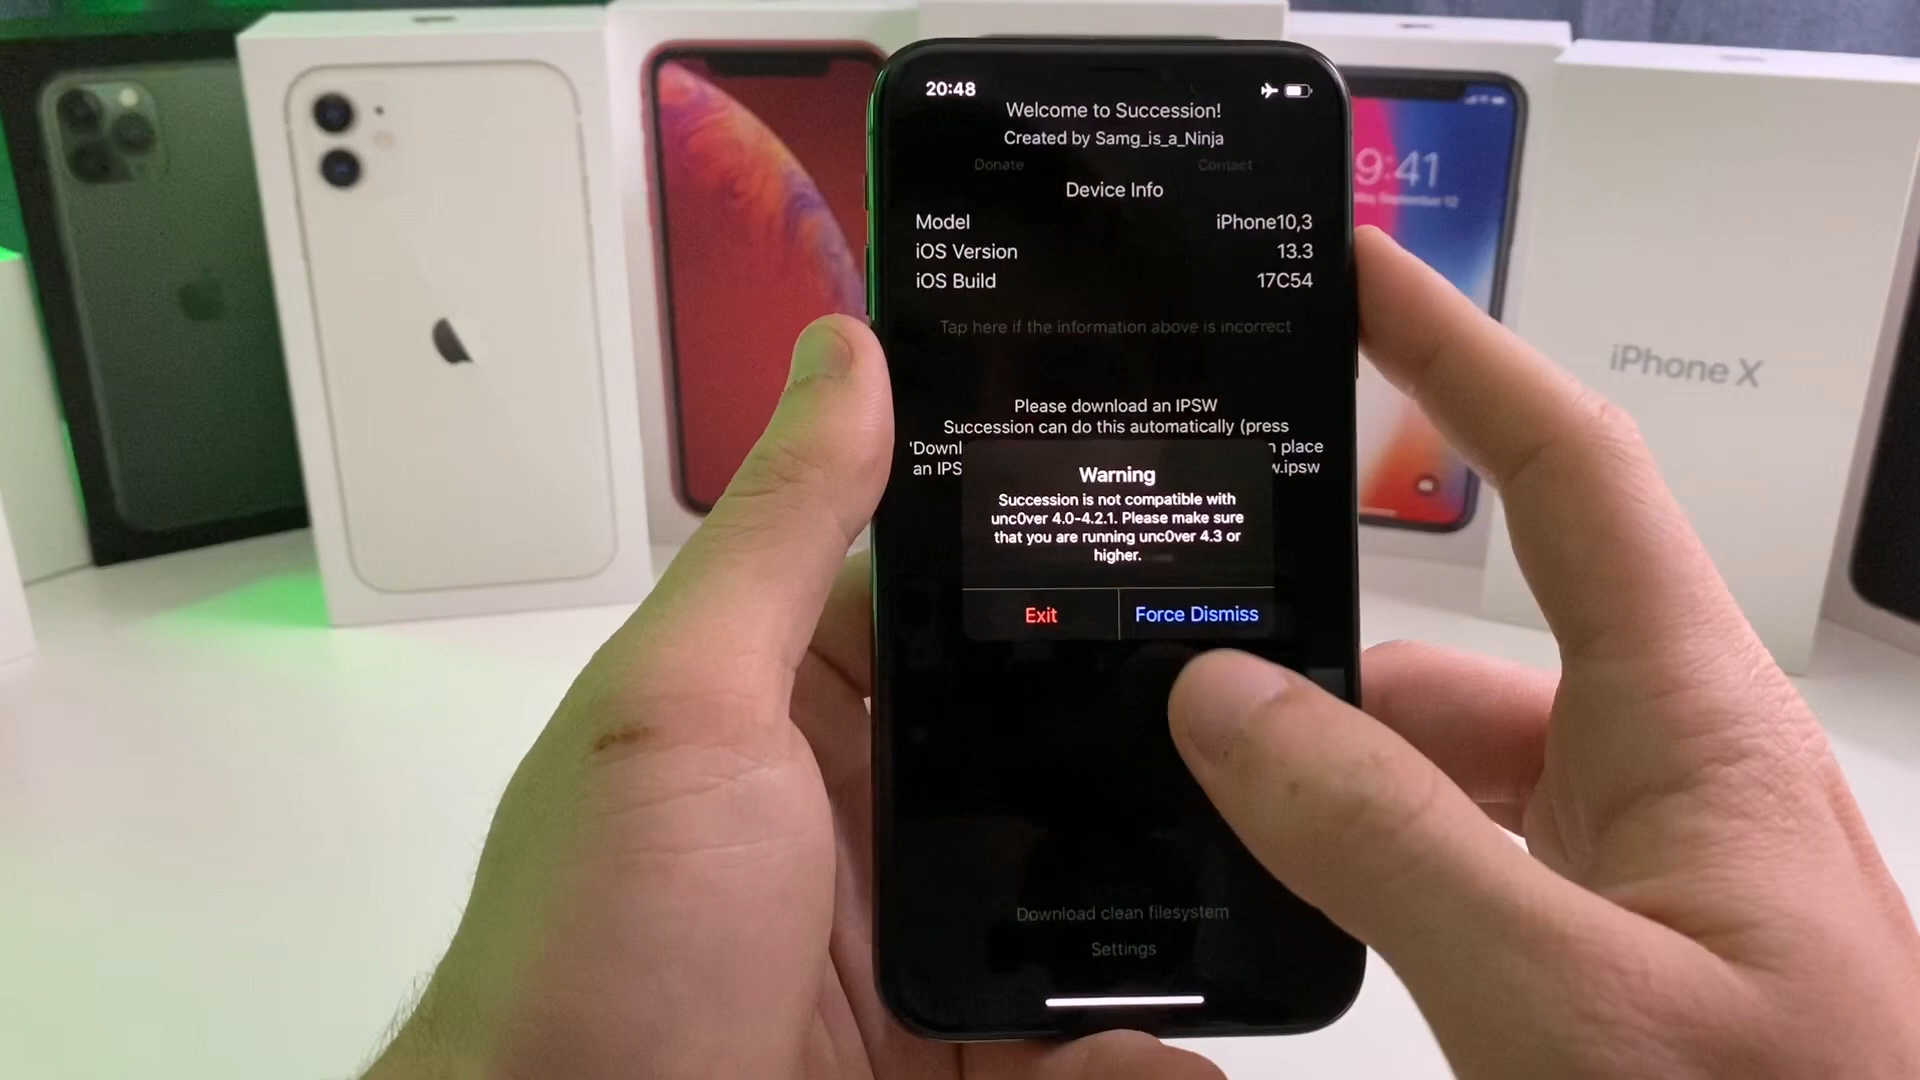 20:48
Welcome to Succession!
Created by Samg_is_a_Ninja
Donate Contact
Device Info
Model iPhone10,3
iOS Version 13.3
iOS Build 17C54
Tap here if the information above is incorrect
Please download an IPSW
Succession can do this automatically (press
'Downl n place
an IPS w.ipsw
Warning
Succession is not compatible with
unc0ver 4.0-4.2.1. Please make sure
that you are running unc0ver 4.3 or
higher.
Exit Force Dismiss
Download clean filesystem
Settings
9:41
iPhone X